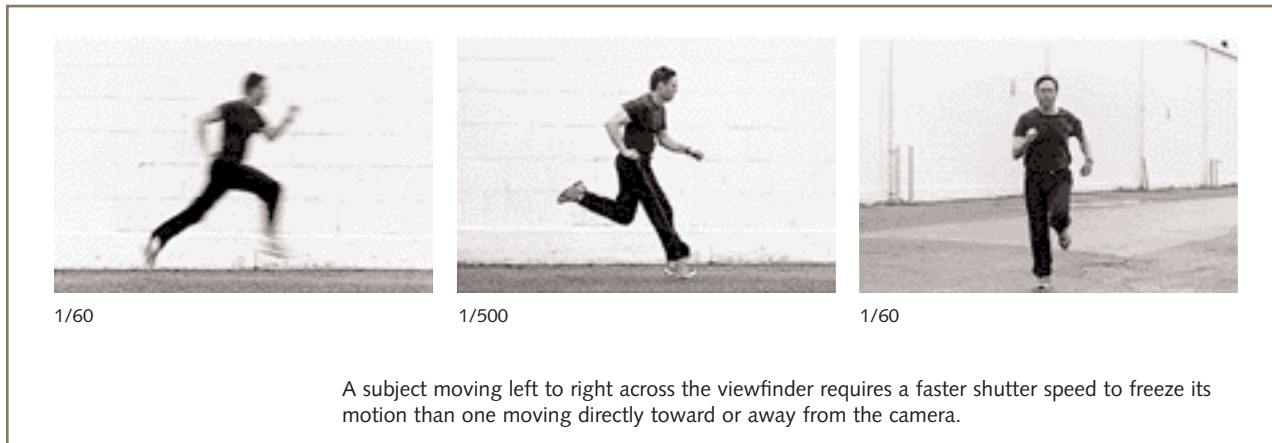 1/60
1/500
1/60
A subject moving left to right across the viewfinder requires a faster shutter speed to freeze its
motion than one moving directly toward or away from the camera.